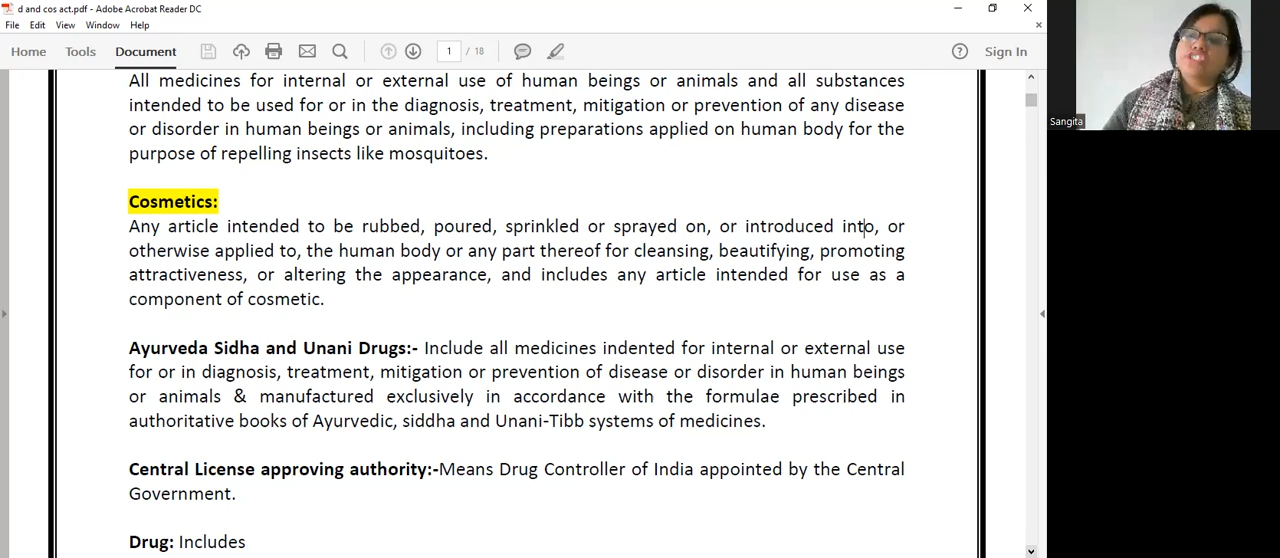 d and cos act.pdf - Adobe Acrobat Reader DC
File Edit View Window Help
Home Tools Document 1 / 18 Sign In
All medicines for internal or external use of human beings or animals and all substances
intended to be used for or in the diagnosis, treatment, mitigation or prevention of any disease
or disorder in human beings or animals, including preparations applied on human body for the
purpose of repelling insects like mosquitoes.
Cosmetics:
Any article intended to be rubbed, poured, sprinkled or sprayed on, or introduced into, or
otherwise applied to, the human body or any part thereof for cleansing, beautifying, promoting
attractiveness, or altering the appearance, and includes any article intended for use as a
component of cosmetic.
Ayurveda Sidha and Unani Drugs:- Include all medicines indented for internal or external use
for or in diagnosis, treatment, mitigation or prevention of disease or disorder in human beings
or animals & manufactured exclusively in accordance with the formulae prescribed in
authoritative books of Ayurvedic, siddha and Unani-Tibb systems of medicines.
Central License approving authority:-Means Drug Controller of India appointed by the Central
Government.
Drug: Includes
Sangita